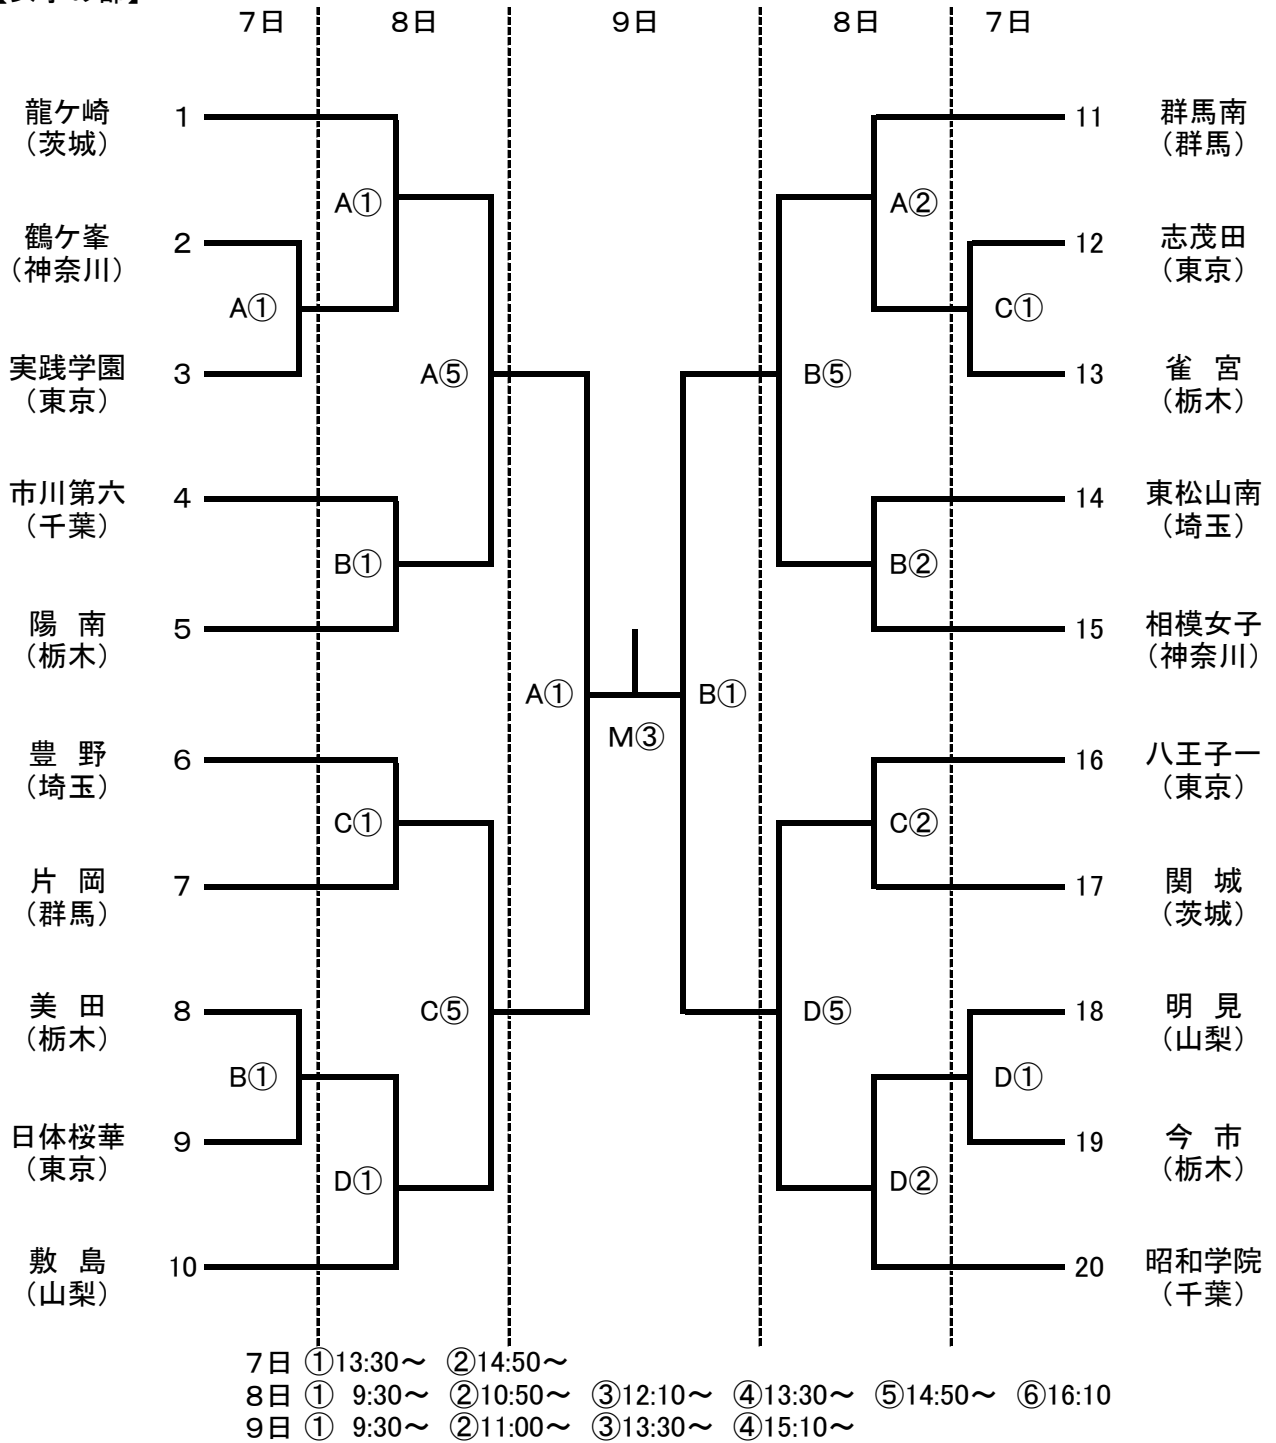 7日 8日 9日 8日 7日
龍ケ崎 1
（茨城）
A①
鶴ケ峯 2
（神奈川）
A①
実践学園 3
（東京）
A⑤
市川第六 4
（千葉）
B①
陽 南 5
（栃木）
A①
豊 野 6
（埼玉）
C①
片 岡 7
（群馬）
美 田 8
（栃木）
C⑤
B①
日体桜華 9
（東京）
D①
敷 島 10
（山梨）
M③
11 群馬南
（群馬）
A②
12 志茂田
（東京）
C①
13 雀 宮
（栃木）
B⑤
14 東松山南
（埼玉）
B②
15 相模女子
（神奈川）
B①
16 八王子一
（東京）
C②
17 関 城
（茨城）
18 明 見
（山梨）
D⑤
D①
19 今 市
（栃木）
D②
20 昭和学院
（千葉）
7日 ①13:30～ ②14:50～
8日 ① 9:30～ ②10:50～ ③12:10～ ④13:30～ ⑤14:50～ ⑥16:10
9日 ① 9:30～ ②11:00～ ③13:30～ ④15:10～